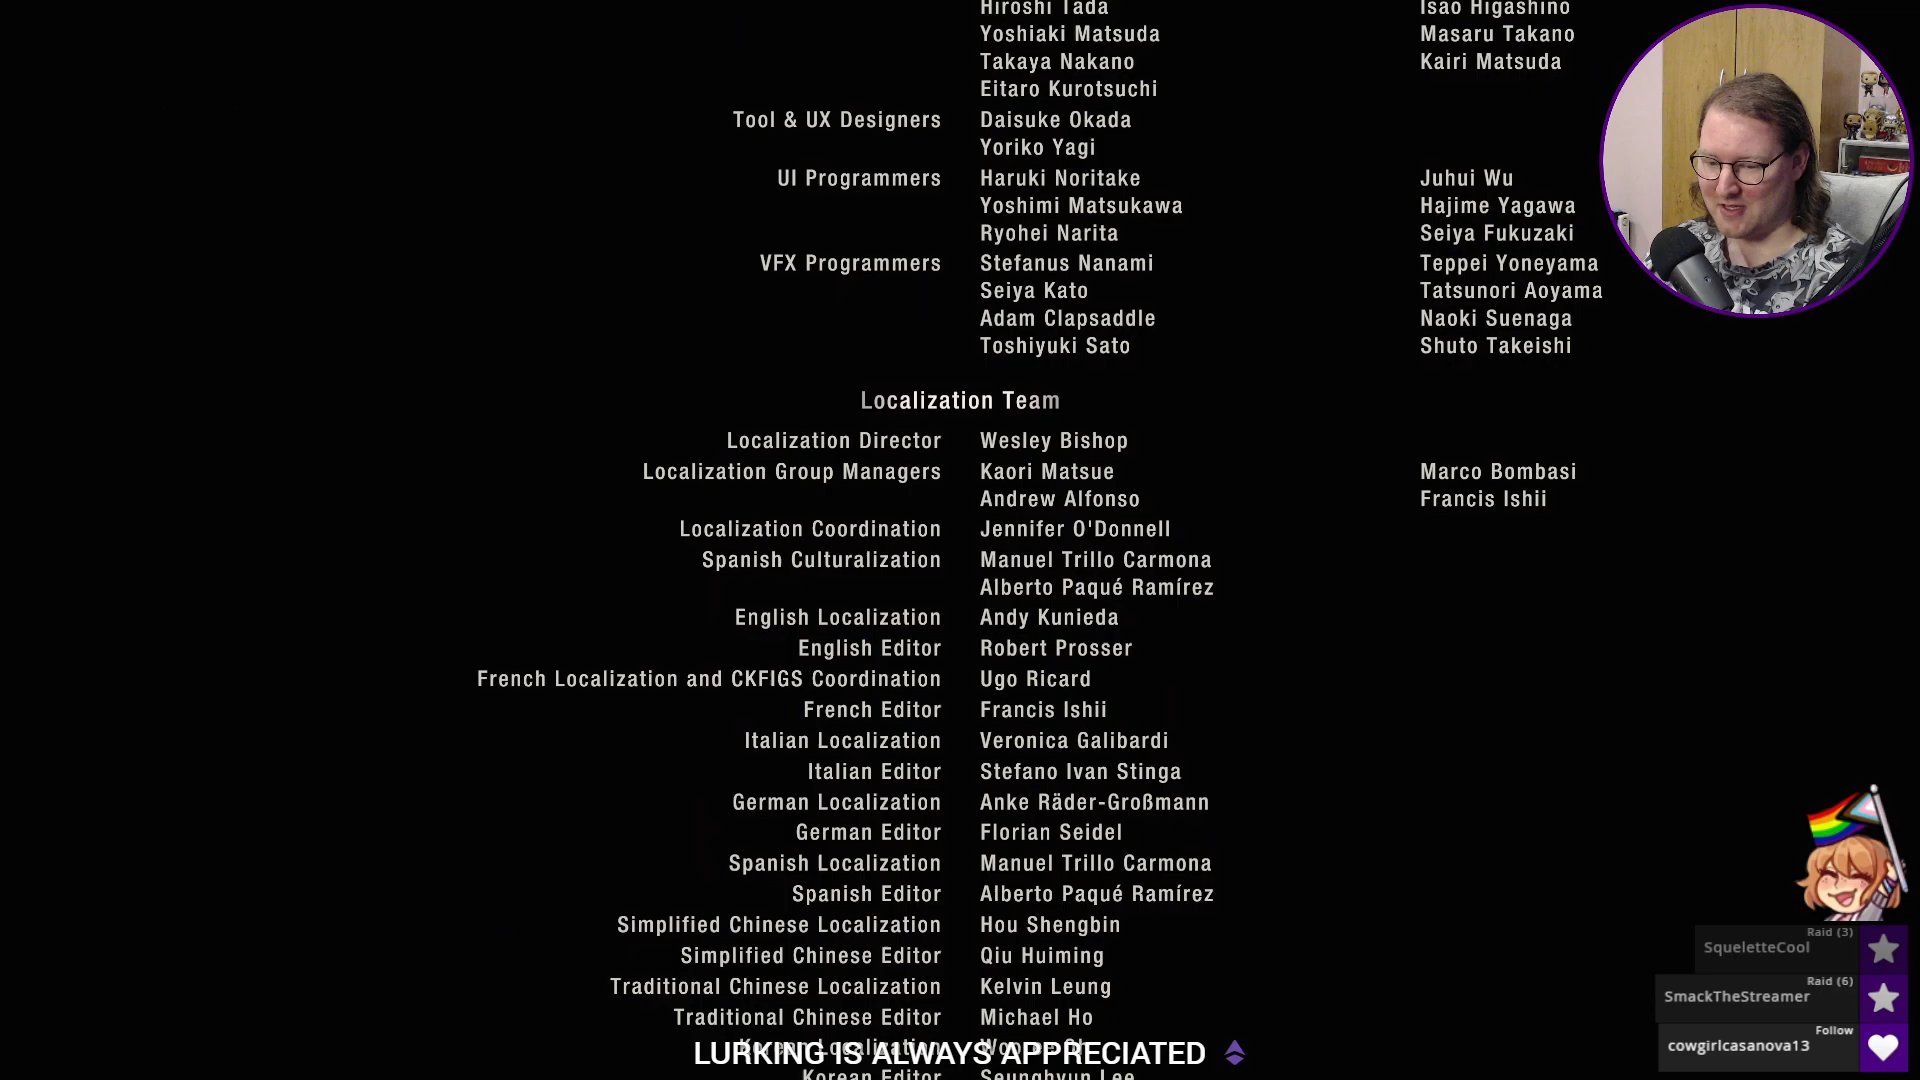 Hiroshi Tada Isao Higashino
Yoshiaki Matsuda Masaru Takano
Takaya Nakano Kairi Matsuda
Eitaro Kurotsuchi
Tool & UX Designers Daisuke Okada
Yoriko Yagi
UI Programmers Haruki Noritake Juhui Wu
Yoshimi Matsukawa Hajime Yagawa
Ryohei Narita Seiya Fukuzaki
VFX Programmers Stefanus Nanami Teppei Yoneyama
Seiya Kato Tatsunori Aoyama
Adam Clapsaddle Naoki Suenaga
Toshiyuki Sato Shuto Takeishi
Localization Team
Localization Director Wesley Bishop
Localization Group Managers Kaori Matsue Marco Bombasi
Andrew Alfonso Francis Ishii
Localization Coordination Jennifer O'Donnell
Spanish Culturalization Manuel Trillo Carmona
Alberto Paqué Ramírez
English Localization Andy Kunieda
English Editor Robert Prosser
French Localization and CKFIGS Coordination Ugo Ricard
French Editor Francis Ishii
Italian Localization Veronica Galibardi
Italian Editor Stefano Ivan Stinga
German Localization Anke Räder-Großmann
German Editor Florian Seidel
Spanish Localization Manuel Trillo Carmona
Spanish Editor Alberto Paqué Ramírez
Simplified Chinese Localization Hou Shengbin
Simplified Chinese Editor Qiu Huiming
Traditional Chinese Localization Kelvin Leung
Traditional Chinese Editor Michael Ho
Korean Localization
LURKING IS ALWAYS APPRECIATED
Korean Editor Seunghyun Lee
Raid (3)
SqueletteCool
Raid (6)
SmackTheStreamer
Follow
cowgirlcasanova13